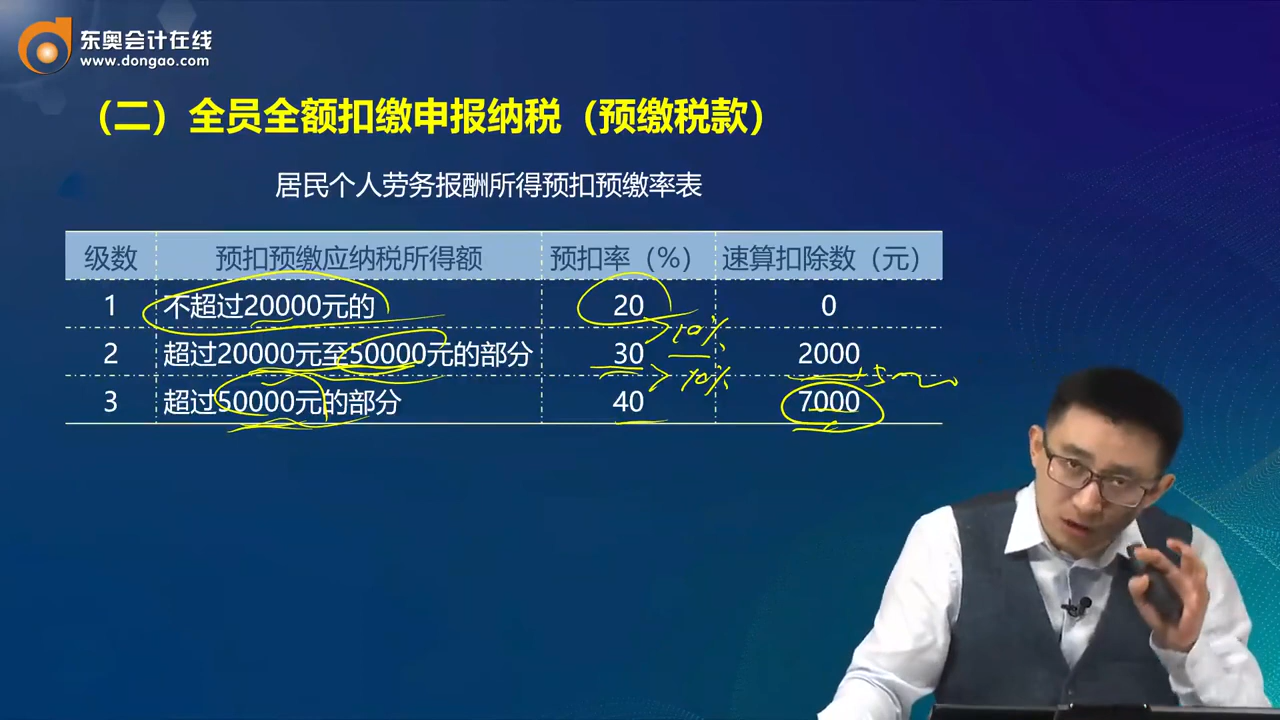 东奥会计在线
www.dongao.com
（二）全员全额扣缴申报纳税（预缴税款）
居民个人劳务报酬所得预扣预缴率表
级数 预扣预缴应纳税所得额 预扣率（%） 速算扣除数（元）
1 不超过20000元的 20 0
10%
2 超过20000元至50000元的部分 30 2000
10% +5000
3 超过50000元的部分 40 7000